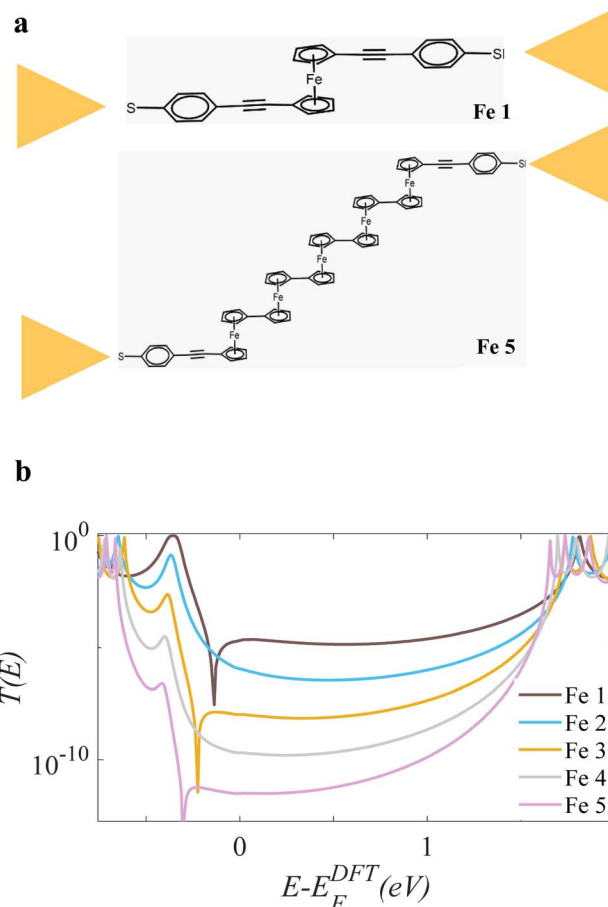 a
Fe
S
SI
Fe 1
Fe
SI
Fe
Fe
Fe
Fe
S
Fe 5
b
10^0
T(E)
10^-10
Fe 1
Fe 2
Fe 3
Fe 4
Fe 5
0
1
E-E_F^DFT(eV)